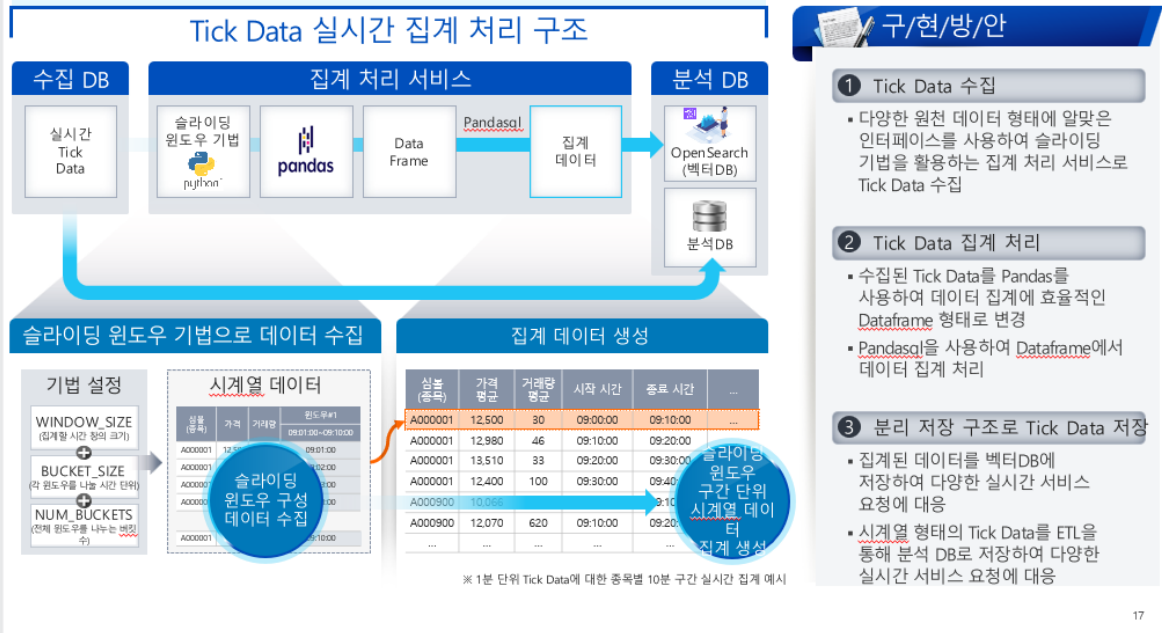 Tick Data 실시간 집계 처리 구조
수집 DB
집계 처리 서비스
분석 DB
실시간
Tick
Data
슬라이딩
윈도우 기법
python
pandas
Data
Frame
Pandasql
집계
데이터
OpenSearch
(벡터DB)
분석DB
슬라이딩 윈도우 기법으로 데이터 수집
집계 데이터 생성
기법 설정
WINDOW_SIZE
(집계할 시간 창의 크기)
BUCKET_SIZE
(각 윈도우를 나눌 시간 단위)
NUM_BUCKETS
(전체 윈도우를 나누는 버킷
수)
시계열 데이터
심볼
(종목)
가격
거래량
윈도우#1
09:01:00~09:10:00
A000001
09:01:00
A000001
A000001
A000001
슬라이딩
윈도우 구성
데이터 수집
심볼
(종목)
가격
평균
거래량
평균
시작 시간
종료 시간
...
A000001 12,500 30 09:00:00 09:10:00 ...
A000001 12,980 46 09:10:00 09:20:00
A000001 13,510 33 09:20:00 09:30:00
A000001 12,400 100 09:30:00
A000900 10,066
A000900 12,070 620 09:10:00
... ... ... ... ...
슬라이딩
윈도우
구간 단위
시계열 데이
터
집계 생성
※ 1분 단위 Tick Data에 대한 종목별 10분 구간 실시간 집계 예시
구/현/방/안
1 Tick Data 수집
▪ 다양한 원천 데이터 형태에 알맞은
인터페이스를 사용하여 슬라이딩
기법을 활용하는 집계 처리 서비스로
Tick Data 수집
2 Tick Data 집계 처리
▪ 수집된 Tick Data를 Pandas를
사용하여 데이터 집계에 효율적인
Dataframe 형태로 변경
▪ Pandasql을 사용하여 Dataframe에서
데이터 집계 처리
3 분리 저장 구조로 Tick Data 저장
▪ 집계된 데이터를 벡터DB에
저장하여 다양한 실시간 서비스
요청에 대응
▪ 시계열 형태의 Tick Data를 ETL을
통해 분석 DB로 저장하여 다양한
실시간 서비스 요청에 대응
17